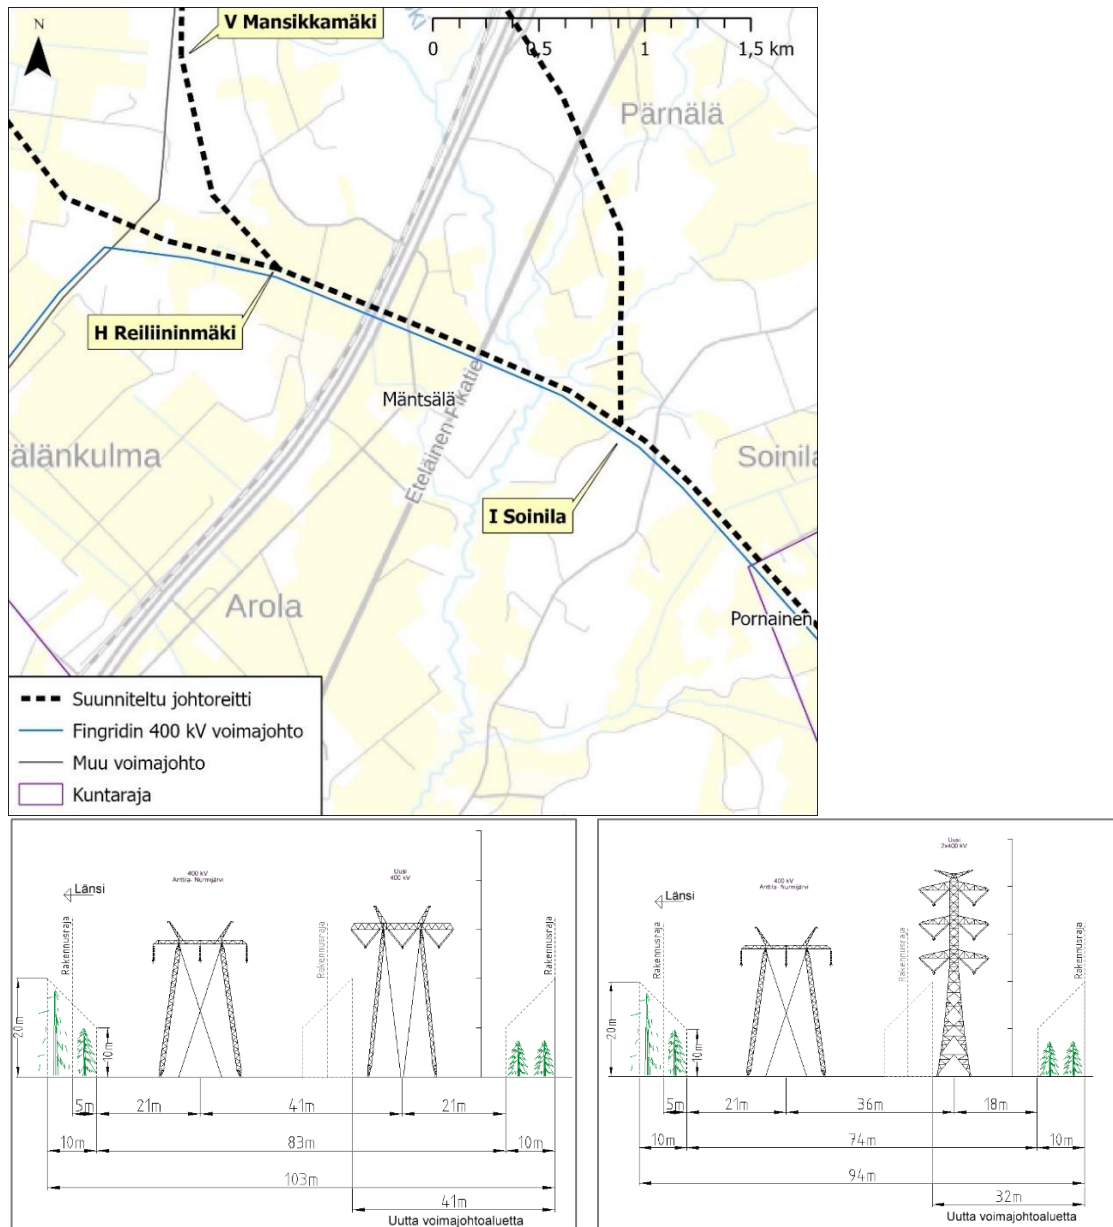 V Mansikkamäki
N
0
0,5
1
1,5 km
Pärnälä
H Reiliininmäki
Mäntsälä
Eteläinen Pikatie
älänkulma
Soinila
I Soinila
Arola
Pornainen
Suunniteltu johtoreitti
Fingridin 400 kV voimajohto
Muu voimajohto
Kuntaraja
Länsi
Rakennusraja
400 kV
Anttila- Nurmijärvi
Rakennusraja
Uusi
400 kV
Rakennusraja
20m
10m
5m
21m
41m
21m
10m
83m
10m
103m
41m
Uutta voimajohtoaluetta
Länsi
Rakennusraja
400 kV
Anttila- Nurmijärvi
Rakennusraja
Uusi
2x400 kV
Rakennusraja
20m
10m
5m
21m
36m
18m
10m
74m
10m
94m
32m
Uutta voimajohtoaluetta